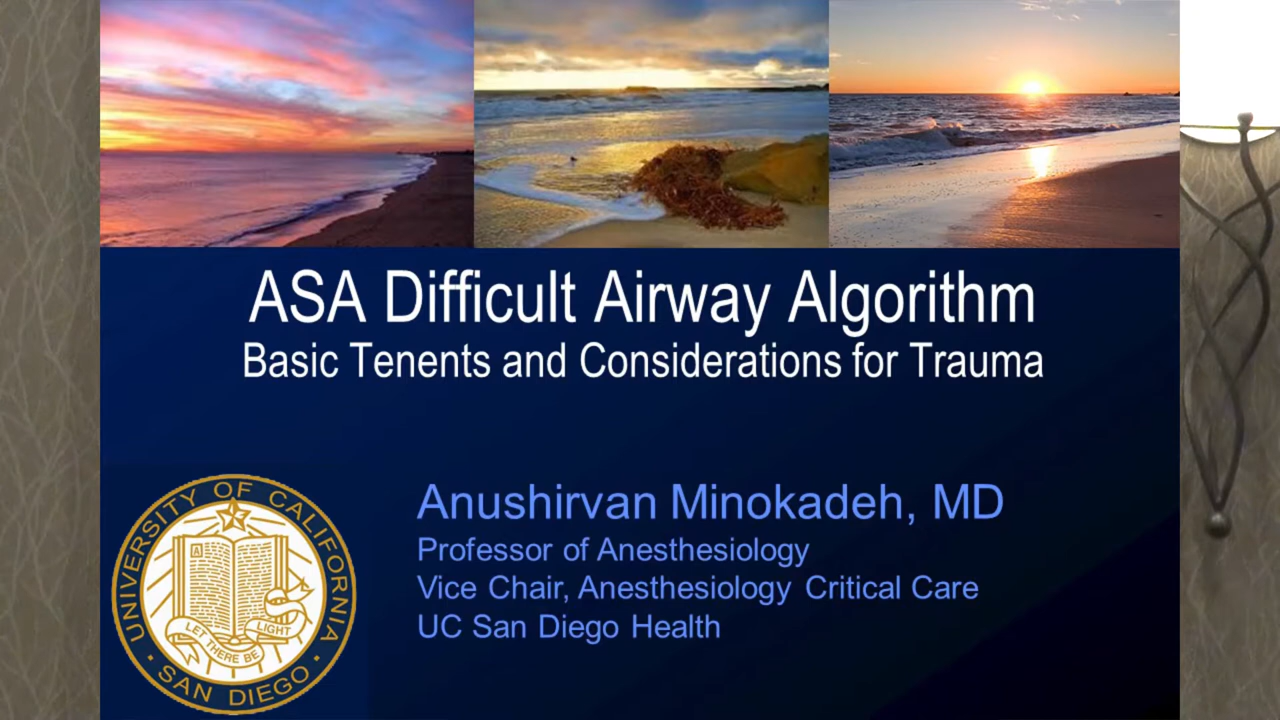 ASA Difficult Airway Algorithm
Basic Tenents and Considerations for Trauma
Anushirvan Minokadeh, MD
Professor of Anesthesiology
Vice Chair, Anesthesiology Critical Care
UC San Diego Health
UNIVERSITY OF CALIFORNIA
A
LET THERE BE LIGHT
· SAN DIEGO ·